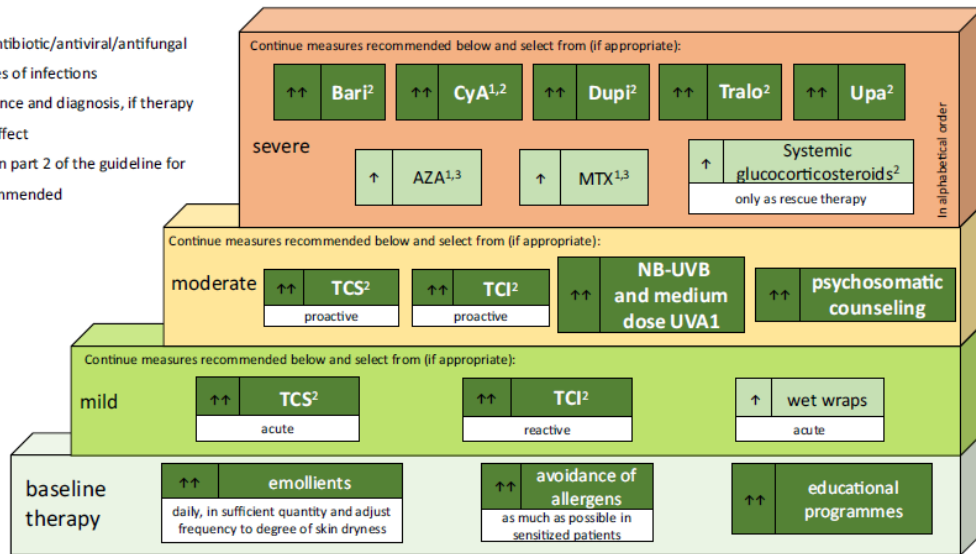 ntibiotic/antiviral/antifungal
es of infections
nce and diagnosis, if therapy
ffect
n part 2 of the guideline for
mmended
Continue measures recommended below and select from (if appropriate):
↑↑ Bari²
↑↑ CyA¹,²
↑↑ Dupi²
↑↑ Tralo²
↑↑ Upa²
severe
↑ AZA¹,³
↑ MTX¹,³
↑ Systemic
glucocorticosteroids²
only as rescue therapy
In alphabetical order
Continue measures recommended below and select from (if appropriate):
moderate
↑↑ TCS²
proactive
↑↑ TCI²
proactive
↑↑ NB-UVB
and medium
dose UVA1
↑↑ psychosomatic
counseling
Continue measures recommended below and select from (if appropriate):
mild
↑↑ TCS²
acute
↑↑ TCI²
reactive
↑ wet wraps
acute
baseline
therapy
↑↑ emollients
daily, in sufficient quantity and adjust
frequency to degree of skin dryness
↑↑ avoidance of
allergens
as much as possible in
sensitized patients
↑↑ educational
programmes